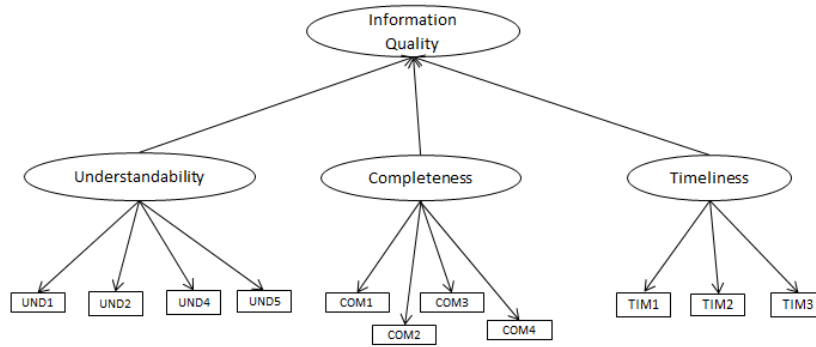 Information
Quality
Understandability
Completeness
Timeliness
UND1
UND2
UND4
UND5
COM1
COM2
COM3
COM4
TIM1
TIM2
TIM3